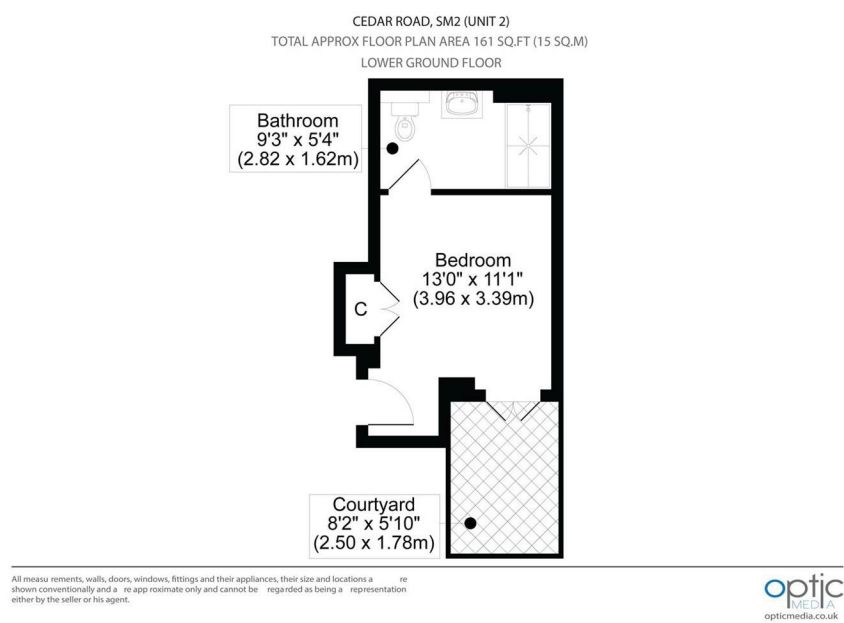 CEDAR ROAD, SM2 (UNIT 2)
TOTAL APPROX FLOOR PLAN AREA 161 SQ.FT (15 SQ.M)
LOWER GROUND FLOOR
Bathroom
9'3" x 5'4"
(2.82 x 1.62m)
Bedroom
13'0" x 11'1"
(3.96 x 3.39m)
C
Courtyard
8'2" x 5'10"
(2.50 x 1.78m)
All measu rements, walls, doors, windows, fittings and their appliances, their size and locations a re
shown conventionally and a re app roximate only and cannot be regarded as being a representation
either by the seller or his agent.
optic
MEDIA
opticmedia.co.uk